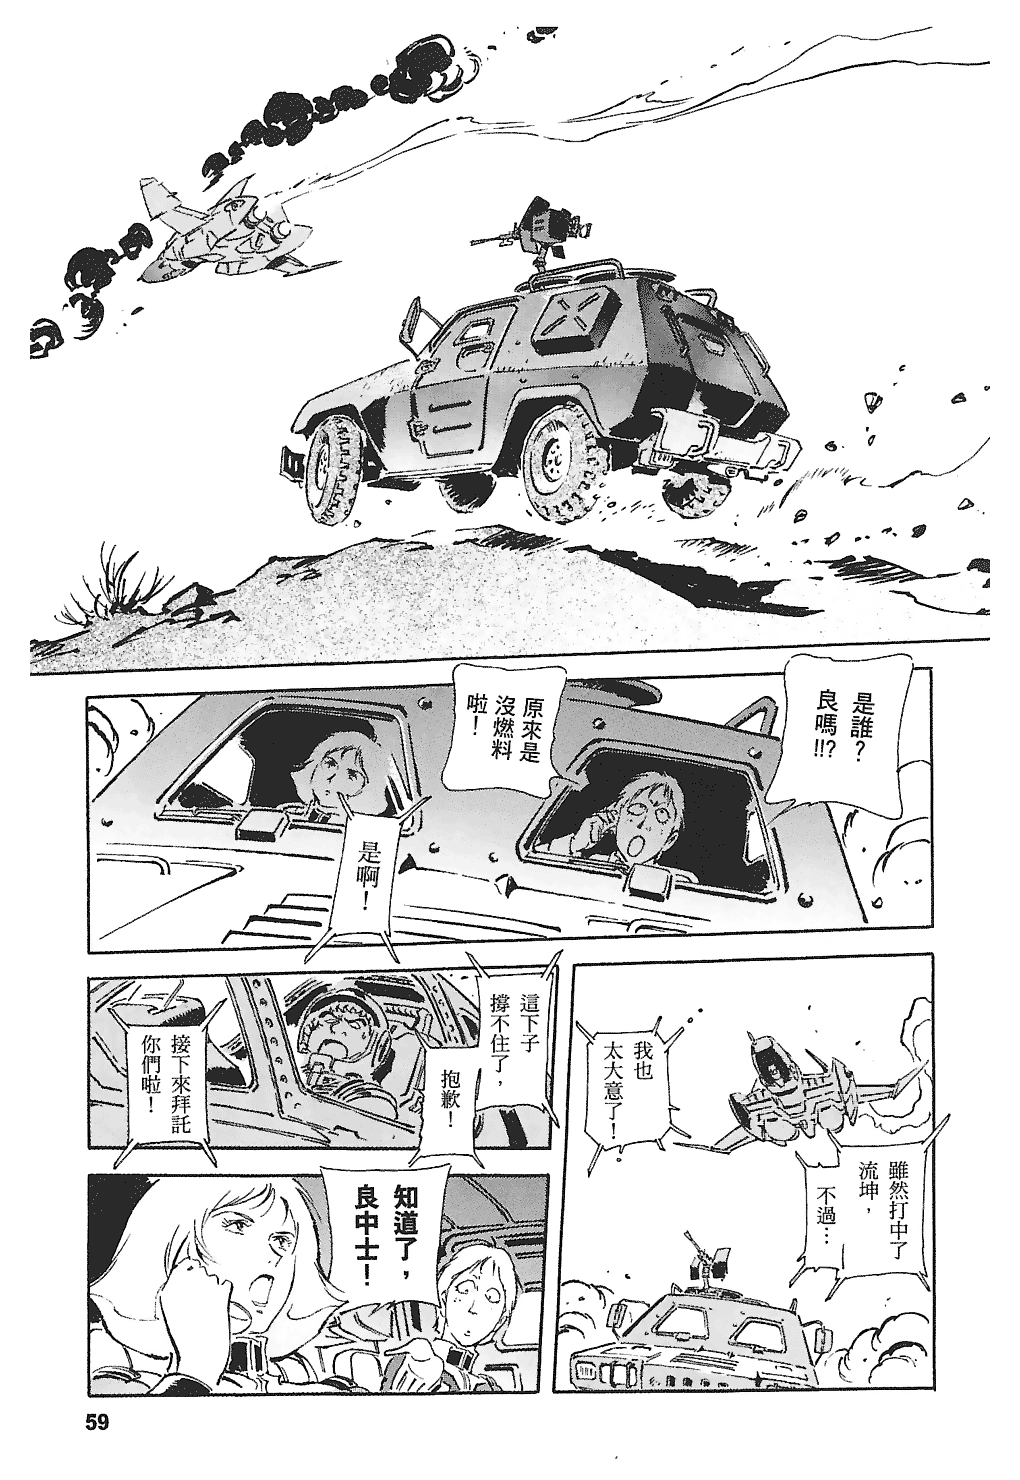 是誰？
良嗎!!?
原來是
沒燃料
啦！
是啊！
雖然打中了
流坤，
不過…
我也
太大意了！
這下子
撐不住了，
抱歉！
接下來拜託
你們啦！
知道了，
良中士！
59